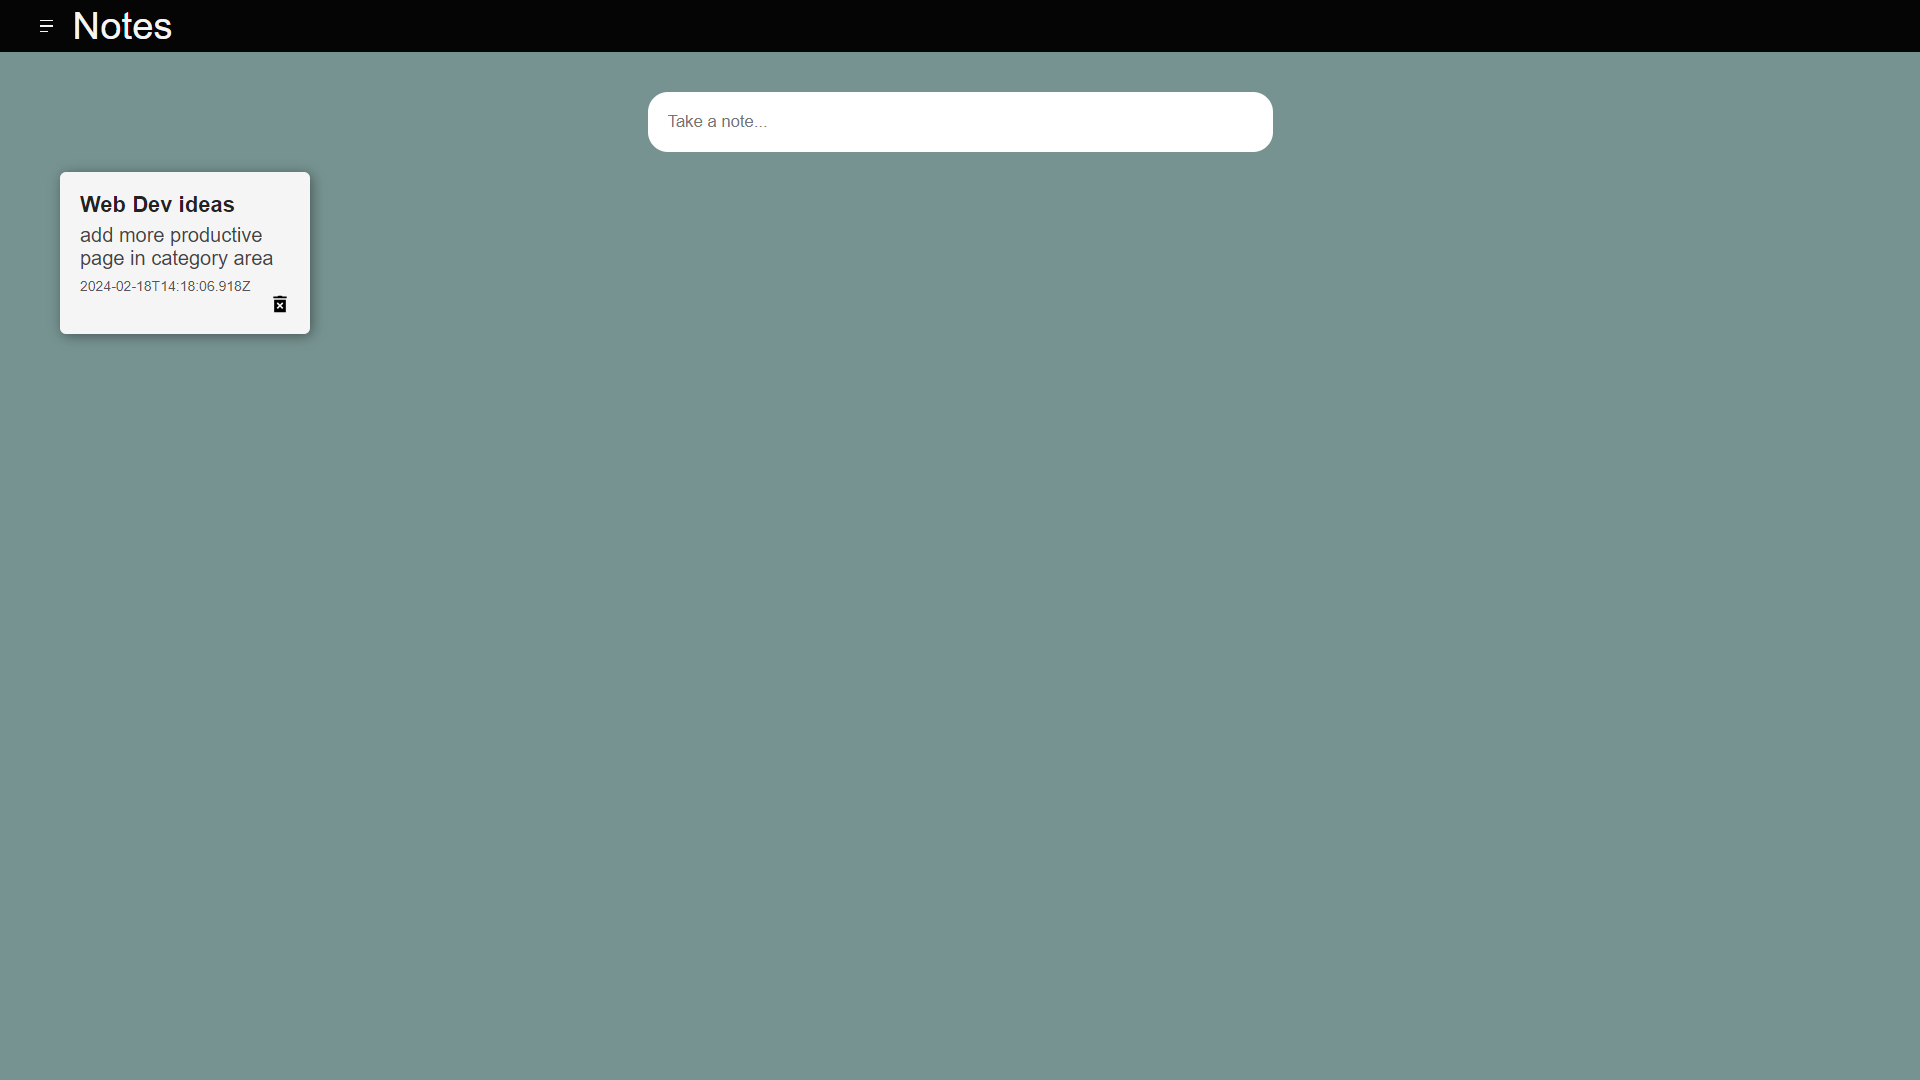 Notes
Take a note...
Web Dev ideas
add more productive
page in category area
2024-02-18T14:18:06.918Z